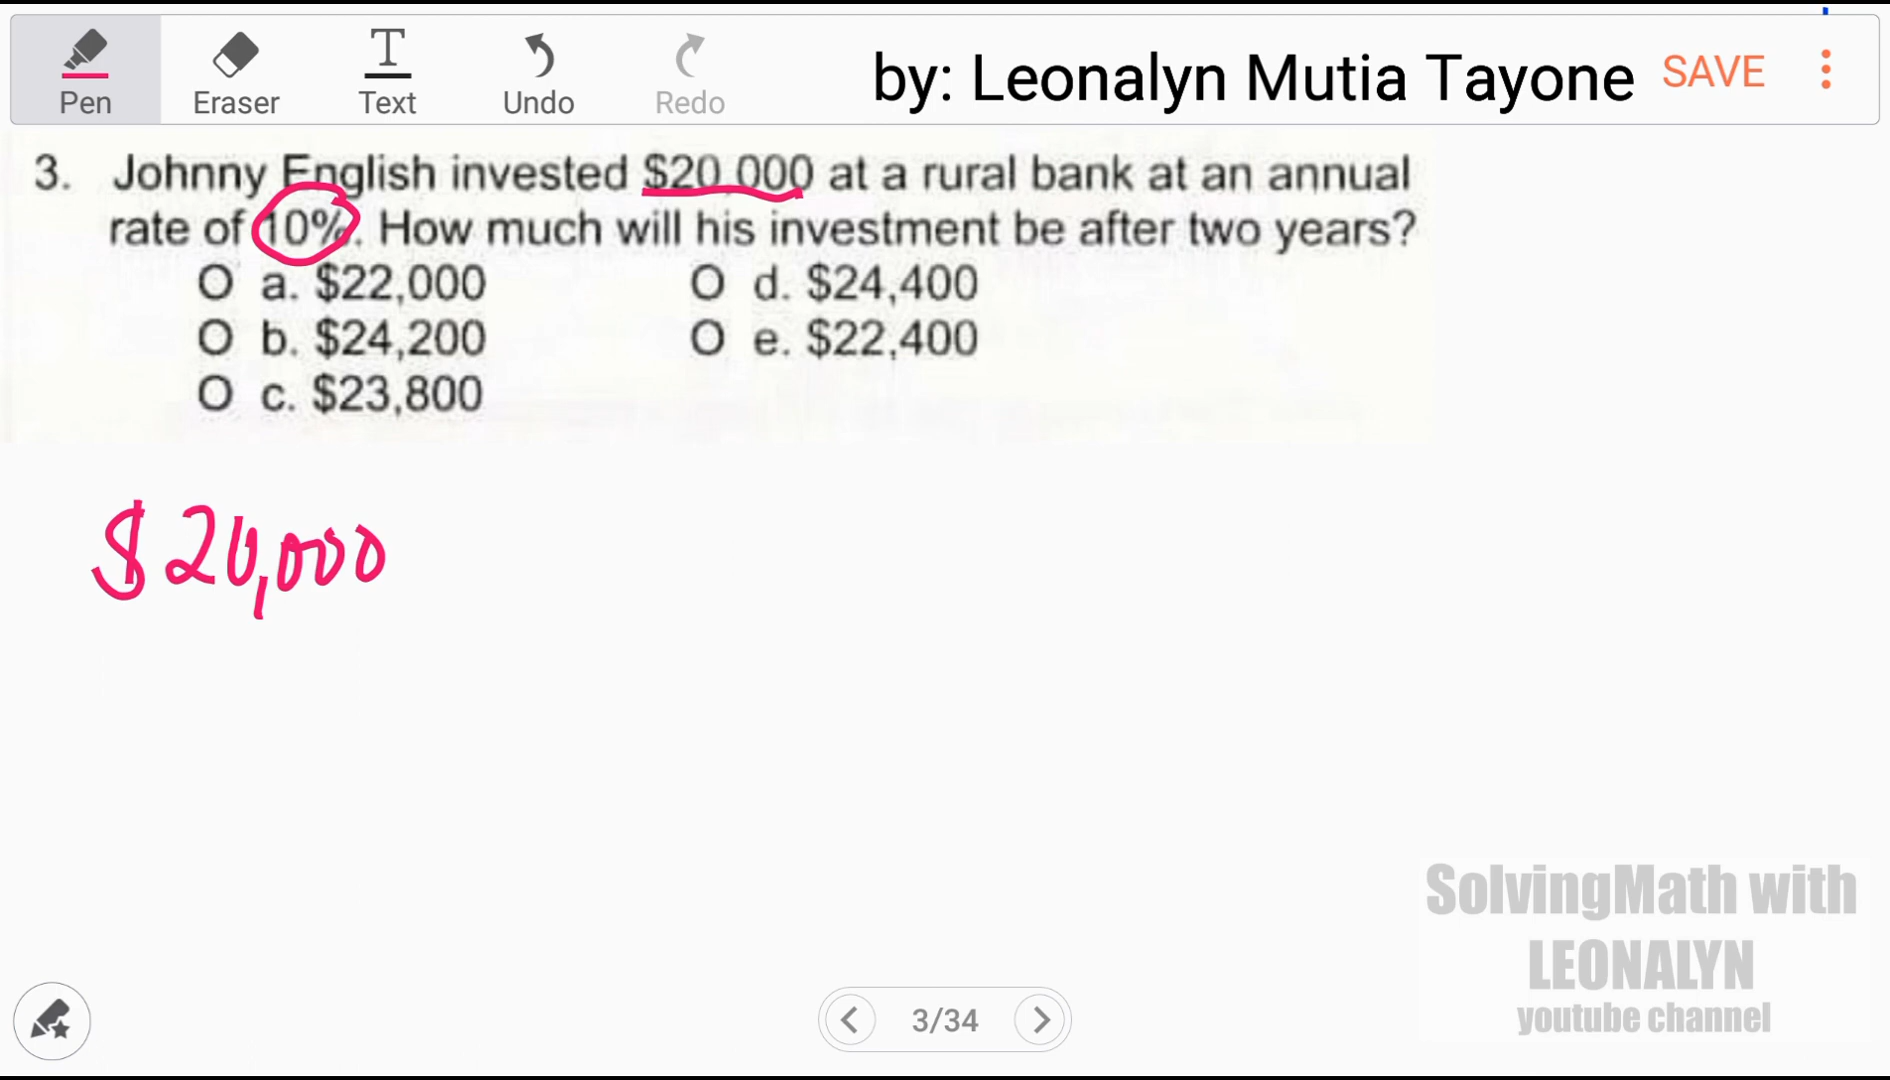 Pen
Eraser
Text
Undo
Redo
by: Leonalyn Mutia Tayone
SAVE
3. Johnny English invested $20,000 at a rural bank at an annual
rate of 10%. How much will his investment be after two years?
O a. $22,000
O d. $24,400
O b. $24,200
O e. $22,400
O c. $23,800
$20,000
SolvingMath with
LEONALYN
youtube channel
3/34